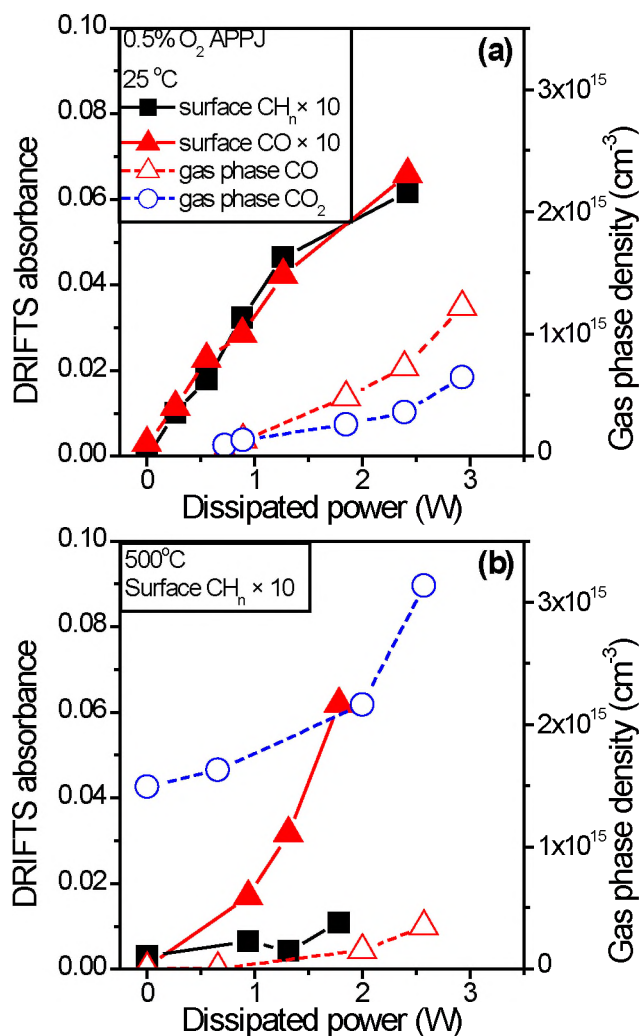 0.5% O2 APPJ
(a)
25 °C
surface CHn × 10
surface CO × 10
gas phase CO
gas phase CO2
0.10
0.08
0.06
0.04
0.02
0.00
DRIFTS absorbance
3x10^15
2x10^15
1x10^15
0
Gas phase density (cm^-3)
0 1 2 3
Dissipated power (W)
500°C
(b)
Surface CHn × 10
0.10
0.08
0.06
0.04
0.02
0.00
DRIFTS absorbance
3x10^15
2x10^15
1x10^15
0
Gas phase density (cm^-3)
0 1 2 3
Dissipated power (W)